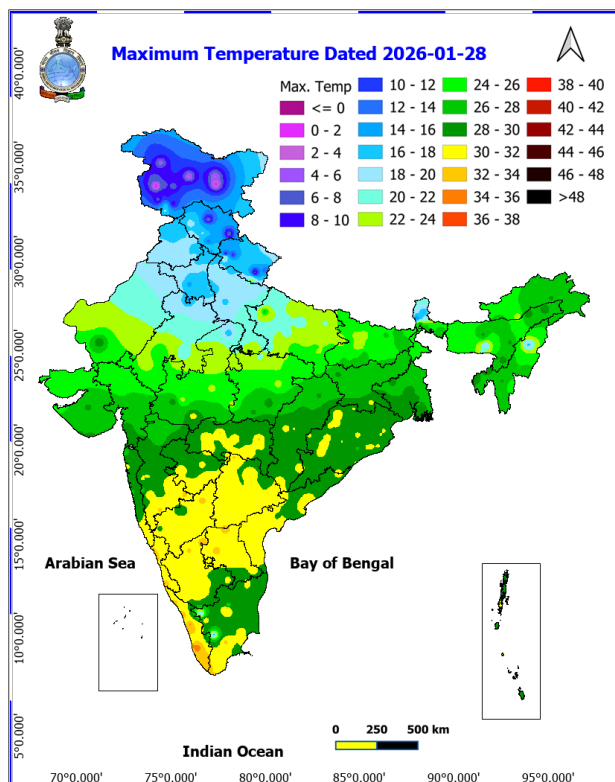 Maximum Temperature Dated 2026-01-28
Max. Temp
<= 0
0 - 2
2 - 4
4 - 6
6 - 8
8 - 10
10 - 12
12 - 14
14 - 16
16 - 18
18 - 20
20 - 22
22 - 24
24 - 26
26 - 28
28 - 30
30 - 32
32 - 34
34 - 36
36 - 38
38 - 40
40 - 42
42 - 44
44 - 46
46 - 48
>48
40°0.000'
35°0.000'
30°0.000'
25°0.000'
20°0.000'
15°0.000'
10°0.000'
5°0.000'
Arabian Sea
Bay of Bengal
Indian Ocean
0 250 500 km
70°0.000' 75°0.000' 80°0.000' 85°0.000' 90°0.000' 95°0.000'